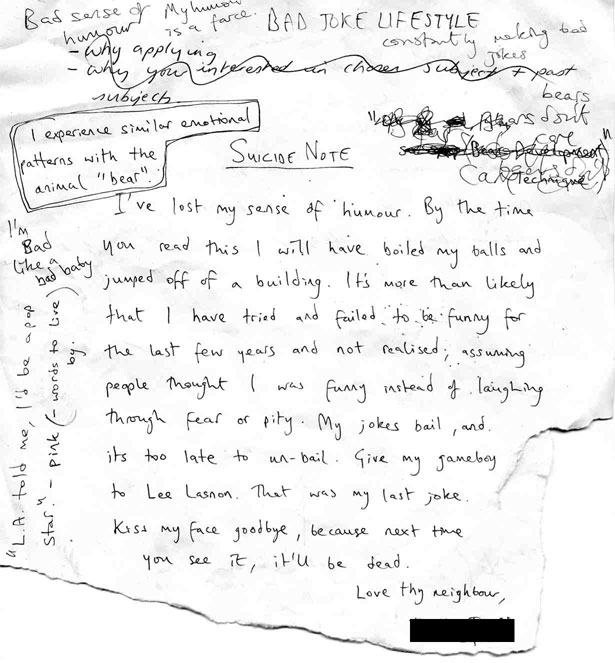 Bad sense of humour
My humour is a farce.
BAD JOKE LIFESTYLE
constantly making bad jokes
- why applying
- why you interested in chosen subject + past subjects
bears
I experience similar emotional
patterns with the
animal "bear".
SUICIDE NOTE
(Technique)
I'm
Bad
like a
bad baby
I've lost my sense of humour. By the time
you read this I will have boiled my balls and
jumped off of a building. It's more than likely
that I have tried and failed to be funny for
the last few years and not realised; assuming
people thought I was funny instead of laughing
through fear or pity. My jokes bail, and
its too late to un-bail. Give my gameboy
to Lee Lasnon. That was my last joke.
Kiss my face goodbye, because next time
you see it, it'll be dead.
Love thy neighbour,
"L.A. told me, I'd be a pop
Star." - Pink (- words to live
by.)